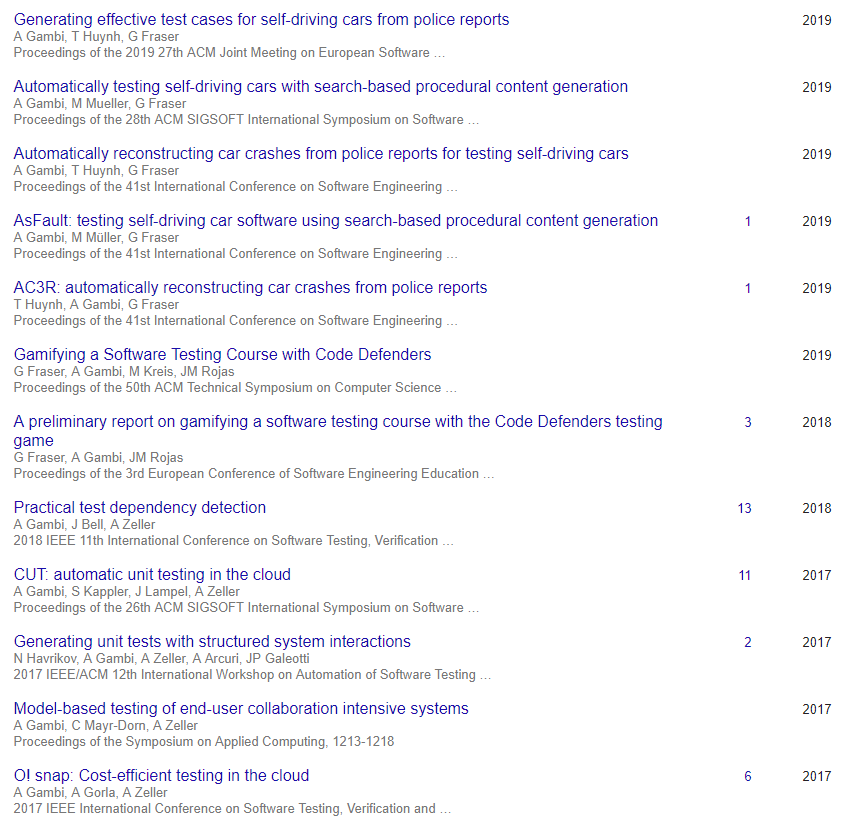 Generating effective test cases for self-driving cars from police reports 2019
A Gambi, T Huynh, G Fraser
Proceedings of the 2019 27th ACM Joint Meeting on European Software …
Automatically testing self-driving cars with search-based procedural content generation 2019
A Gambi, M Mueller, G Fraser
Proceedings of the 28th ACM SIGSOFT International Symposium on Software …
Automatically reconstructing car crashes from police reports for testing self-driving cars 2019
A Gambi, T Huynh, G Fraser
Proceedings of the 41st International Conference on Software Engineering …
AsFault: testing self-driving car software using search-based procedural content generation 1 2019
A Gambi, M Müller, G Fraser
Proceedings of the 41st International Conference on Software Engineering …
AC3R: automatically reconstructing car crashes from police reports 1 2019
T Huynh, A Gambi, G Fraser
Proceedings of the 41st International Conference on Software Engineering …
Gamifying a Software Testing Course with Code Defenders 2019
G Fraser, A Gambi, M Kreis, JM Rojas
Proceedings of the 50th ACM Technical Symposium on Computer Science …
A preliminary report on gamifying a software testing course with the Code Defenders testing 3 2018
game
G Fraser, A Gambi, JM Rojas
Proceedings of the 3rd European Conference of Software Engineering Education …
Practical test dependency detection 13 2018
A Gambi, J Bell, A Zeller
2018 IEEE 11th International Conference on Software Testing, Verification …
CUT: automatic unit testing in the cloud 11 2017
A Gambi, S Kappler, J Lampel, A Zeller
Proceedings of the 26th ACM SIGSOFT International Symposium on Software …
Generating unit tests with structured system interactions 2 2017
N Havrikov, A Gambi, A Zeller, A Arcuri, JP Galeotti
2017 IEEE/ACM 12th International Workshop on Automation of Software Testing …
Model-based testing of end-user collaboration intensive systems 2017
A Gambi, C Mayr-Dorn, A Zeller
Proceedings of the Symposium on Applied Computing, 1213-1218
O! snap: Cost-efficient testing in the cloud 6 2017
A Gambi, A Gorla, A Zeller
2017 IEEE International Conference on Software Testing, Verification and …